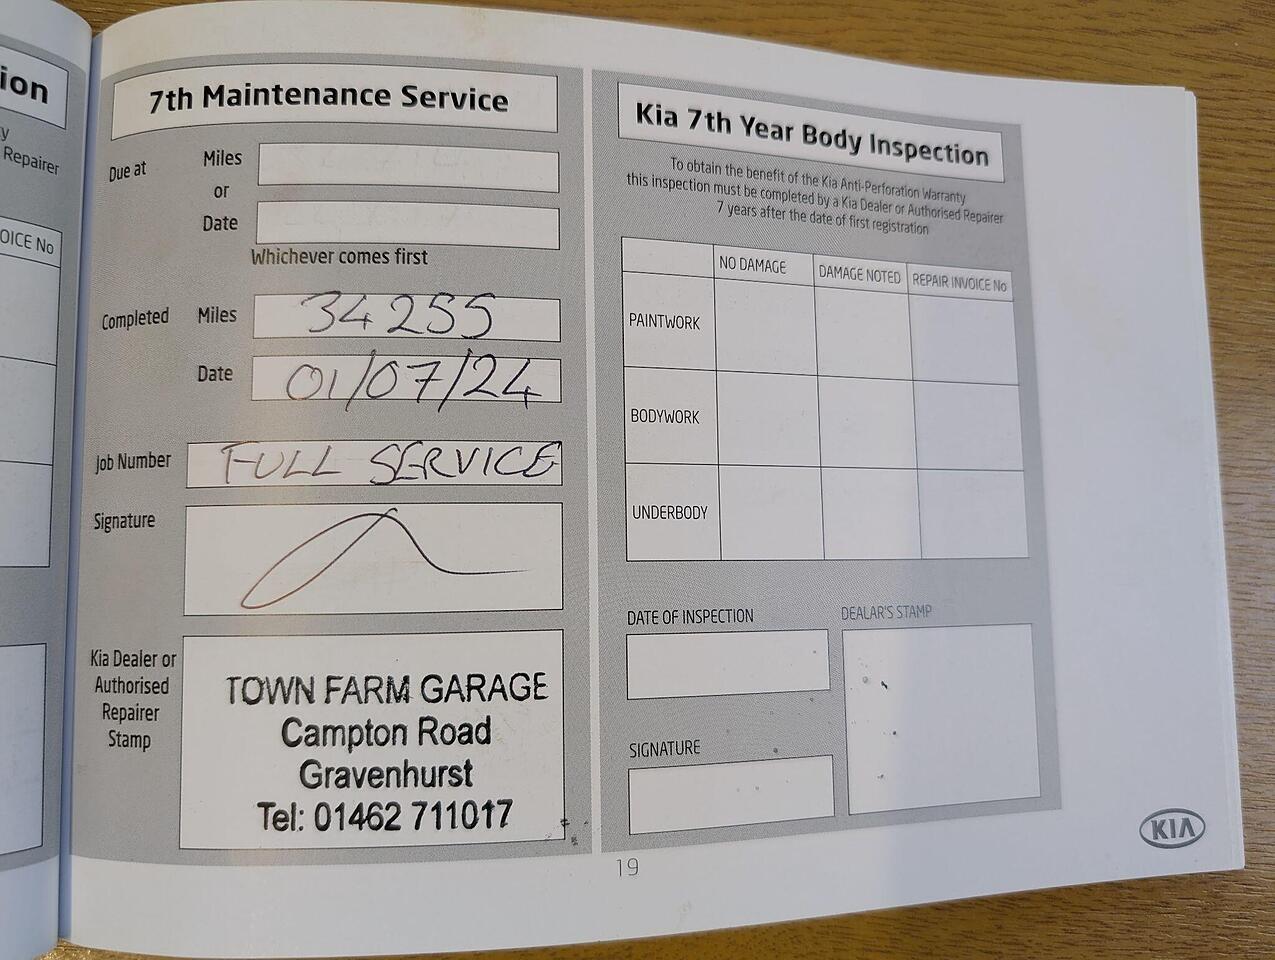 ion
y
Repairer
OICE No
7th Maintenance Service
Due at
Miles
or
Date
Whichever comes first
Completed
Miles
34255
Date
01/07/24
Job Number
FULL SERVICE
Signature
Kia Dealer or
Authorised
Repairer
Stamp
TOWN FARM GARAGE
Campton Road
Gravenhurst
Tel: 01462 711017
Kia 7th Year Body Inspection
To obtain the benefit of the Kia Anti-Perforation Warranty
this inspection must be completed by a Kia Dealer or Authorised Repairer
7 years after the date of first registration
NO DAMAGE
DAMAGE NOTED
REPAIR INVOICE No
PAINTWORK
BODYWORK
UNDERBODY
DATE OF INSPECTION
DEALAR'S STAMP
SIGNATURE
19
KIA